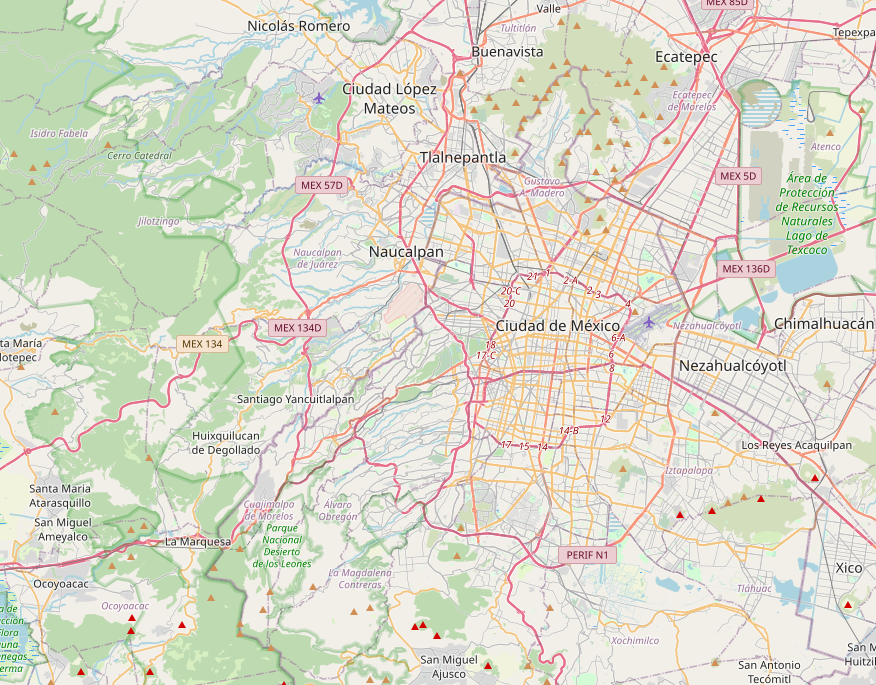 MEX 85D
Valle
Nicolás Romero
Tultitlán
Tepexpa
Buenavista
Ecatepec
Ciudad López
Mateos
Ecatepec
de Morelos
Isidro Fabela
Cerro Catedral
Atenco
Tlalnepantla
MEX 57D
Gustavo
A. Madero
MEX 5D
Área de
Protección
de Recursos
Naturales
Lago de
Texcoco
Jilotzingo
Naucalpan
de Juárez
Naucalpan
MEX 136D
21
1
2-A
2
3
20-C
20
4
MEX 134D
Ciudad de México
Nezahualcóyotl
Chimalhuacán
MEX 134
ta María
lotepec
18
17-C
6-A
6
8
Nezahualcóyotl
Santiago Yancuitlalpan
12
14-B
Huixquilucan
de Degollado
17
15
14
Los Reyes Acaquilpan
Iztapalapa
Santa María
Atarasquillo
Cuajimalpa
de Morelos
Álvaro
Obregón
San Miguel
Ameyalco
Parque
Nacional
Desierto
de los Leones
La Marquesa
PERIF N1
Xico
Ocoyoacac
La Magdalena
Contreras
Tláhuac
Ocoyoacac
a de
cción
Flora
una
negas
erma
Xochimilco
San Miguel
Ajusco
San Antonio
Tecómitl
San M
Huitzil